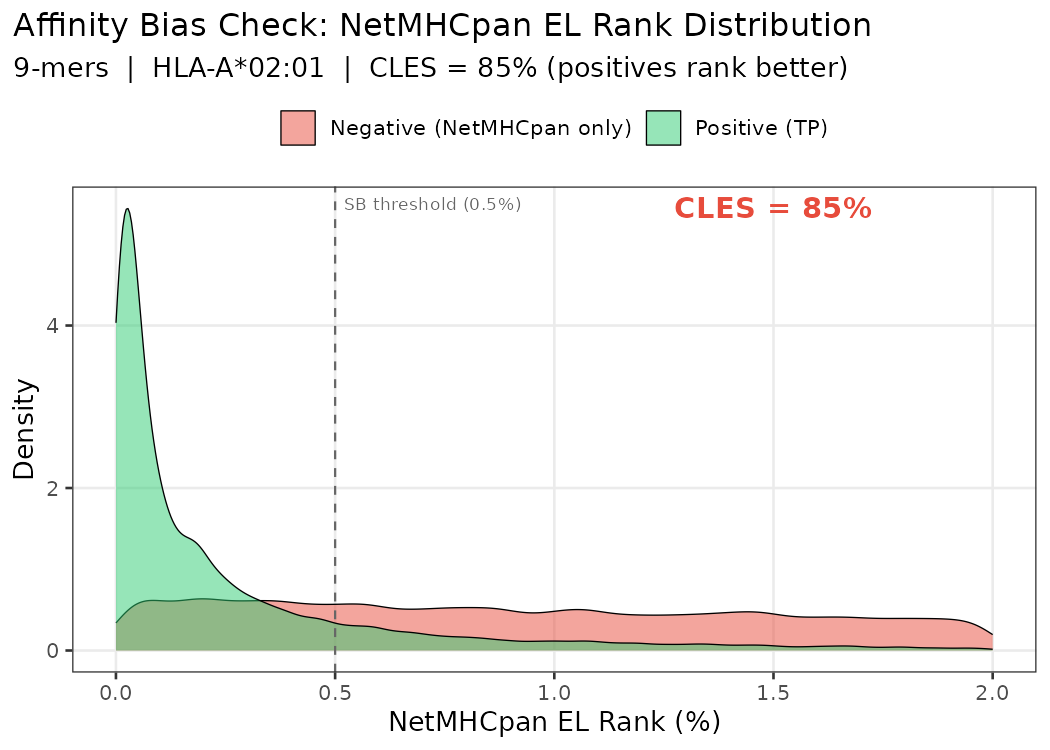 Affinity Bias Check: NetMHCpan EL Rank Distribution
9-mers | HLA-A*02:01 | CLES = 85% (positives rank better)
Negative (NetMHCpan only) Positive (TP)
SB threshold (0.5%)
CLES = 85%
4
2
0
Density
0.0 0.5 1.0 1.5 2.0
NetMHCpan EL Rank (%)